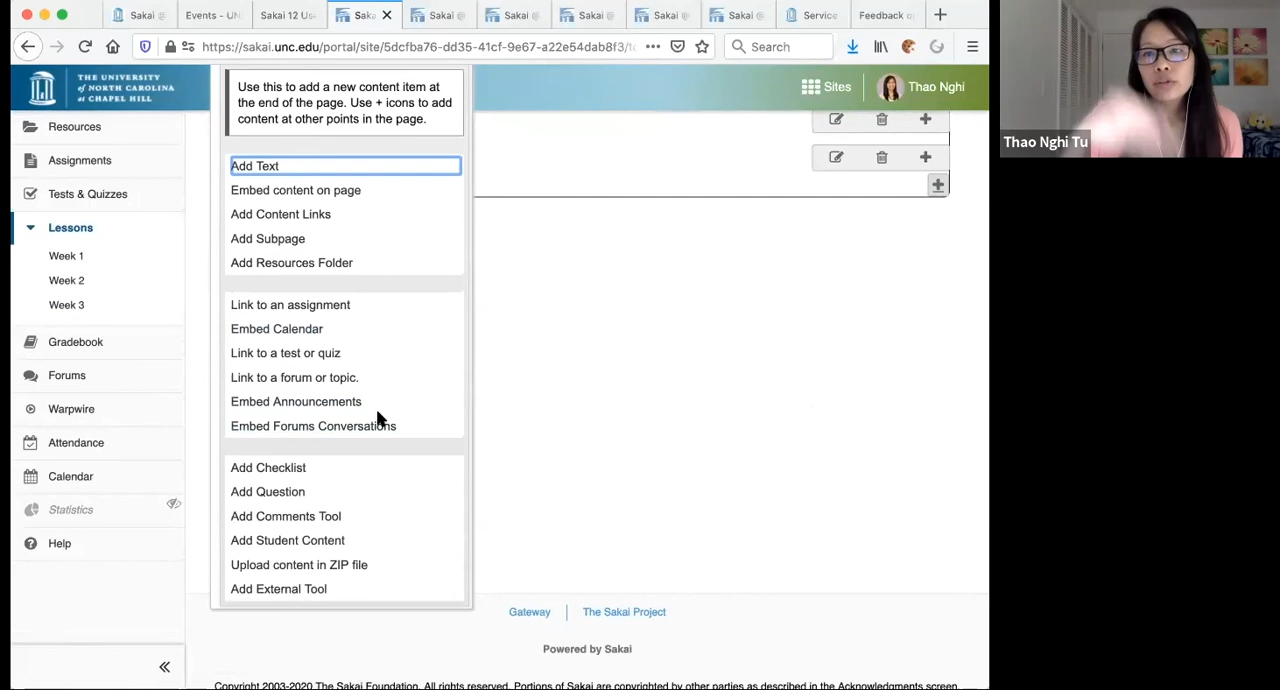 Sakai @
Events - UN
Sakai 12 Us
Saka
Sakai @
Sakai @
Sakai @
Sakai @
Sakai @
Service
Feedback o
https://sakai.unc.edu/portal/site/5dcfba76-dd35-41cf-9e67-a22e54dab8f3/t
Search
THE UNIVERSITY
of NORTH CAROLINA
at CHAPEL HILL
Sites
Thao Nghi
Resources
Assignments
Tests & Quizzes
Lessons
Week 1
Week 2
Week 3
Gradebook
Forums
Warpwire
Attendance
Calendar
Statistics
Help
Use this to add a new content item at
the end of the page. Use + icons to add
content at other points in the page.
Add Text
Embed content on page
Add Content Links
Add Subpage
Add Resources Folder
Link to an assignment
Embed Calendar
Link to a test or quiz
Link to a forum or topic.
Embed Announcements
Embed Forums Conversations
Add Checklist
Add Question
Add Comments Tool
Add Student Content
Upload content in ZIP file
Add External Tool
Gateway
The Sakai Project
Powered by Sakai
Copyright 2003-2020 The Sakai Foundation. All rights reserved. Portions of Sakai are copyrighted by other parties as described in the Acknowledgments screen.
Thao Nghi Tu